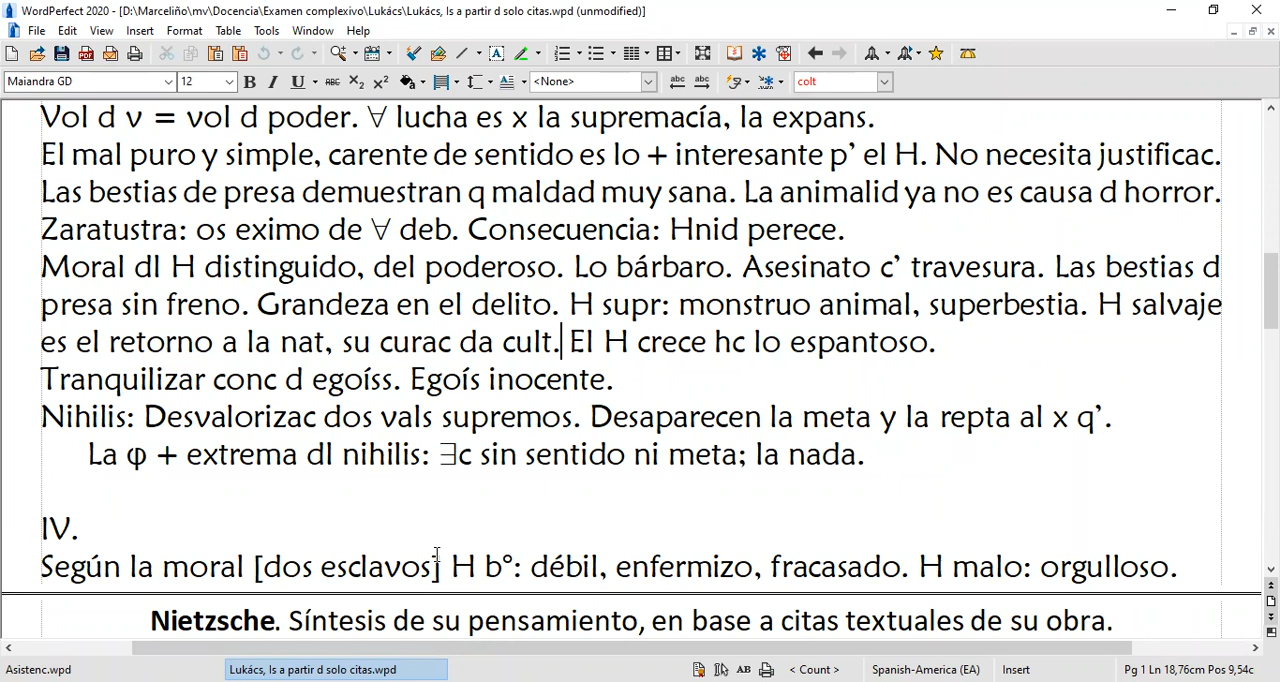 WordPerfect 2020 - [D:\Marceliño\mv\Docencia\Examen complexivo\Lukács\Lukács, ls a partir d solo citas.wpd (unmodified)]
File Edit View Insert Format Table Tools Window Help
Maiandra GD 12 B I U ABC X₂ X² <None> abc abc colt
Vol d v = vol d poder. ∀ lucha es x la supremacía, la expans.
El mal puro y simple, carente de sentido es lo + interesante p’ el H. No necesita justificac.
Las bestias de presa demuestran q maldad muy sana. La animalid ya no es causa d horror.
Zaratustra: os eximo de ∀ deb. Consecuencia: Hnid perece.
Moral dl H distinguido, del poderoso. Lo bárbaro. Asesinato c’ travesura. Las bestias d
presa sin freno. Grandeza en el delito. H supr: monstruo animal, superbestia. H salvaje
es el retorno a la nat, su curac da cult. El H crece hc lo espantoso.
Tranquilizar conc d egoíss. Egoís inocente.
Nihilis: Desvalorizac dos vals supremos. Desaparecen la meta y la repta al x q’.
La φ + extrema dl nihilis: ∃c sin sentido ni meta; la nada.
IV.
Según la moral [dos esclavos] H b°: débil, enfermizo, fracasado. H malo: orgulloso.
Nietzsche. Síntesis de su pensamiento, en base a citas textuales de su obra.
Asistenc.wpd Lukács, ls a partir d solo citas.wpd AB < Count > Spanish-America (EA) Insert Pg 1 Ln 18,76cm Pos 9,54c